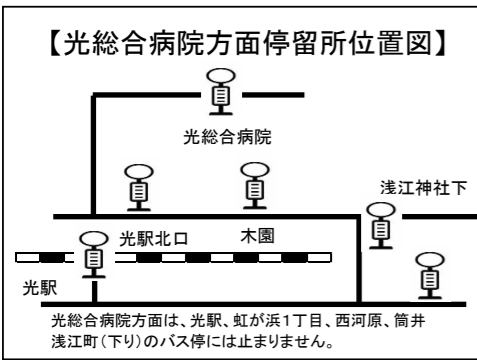 【光総合病院方面停留所位置図】
光総合病院
浅江神社下
光駅北口
木園
光駅
光総合病院方面は、光駅、虹が浜1丁目、西河原、筒井
浅江町(下り)のバス停には止まりません。